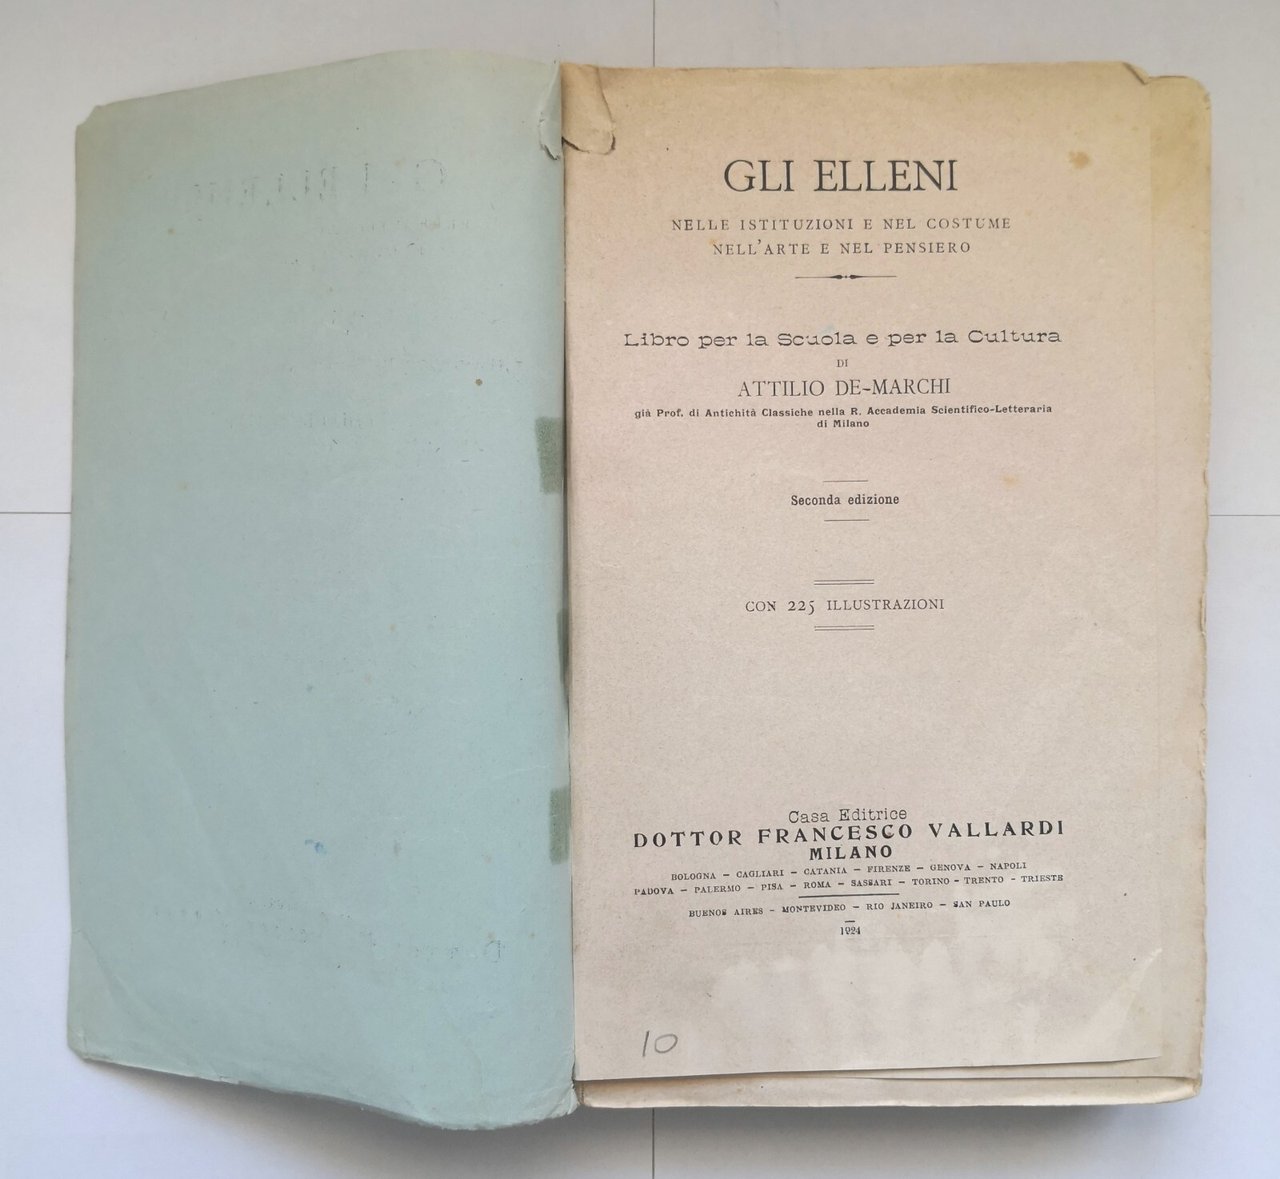 GLI ELLENI
NELLE ISTITUZIONI E NEL COSTUME
NELL'ARTE E NEL PENSIERO
Libro per la Scuola e per la Cultura
DI
ATTILIO DE-MARCHI
già Prof. di Antichità Classiche nella R. Accademia Scientifico-Letteraria
di Milano
Seconda edizione
CON 225 ILLUSTRAZIONI
Casa Editrice
DOTTOR FRANCESCO VALLARDI
MILANO
BOLOGNA – CAGLIARI – CATANIA – FIRENZE – GENOVA – NAPOLI
PADOVA – PALERMO – PISA – ROMA – SASSARI – TORINO – TRENTO – TRIESTE
BUENOS AIRES – MONTEVIDEO – RIO JANEIRO – SAN PAULO
1924
10